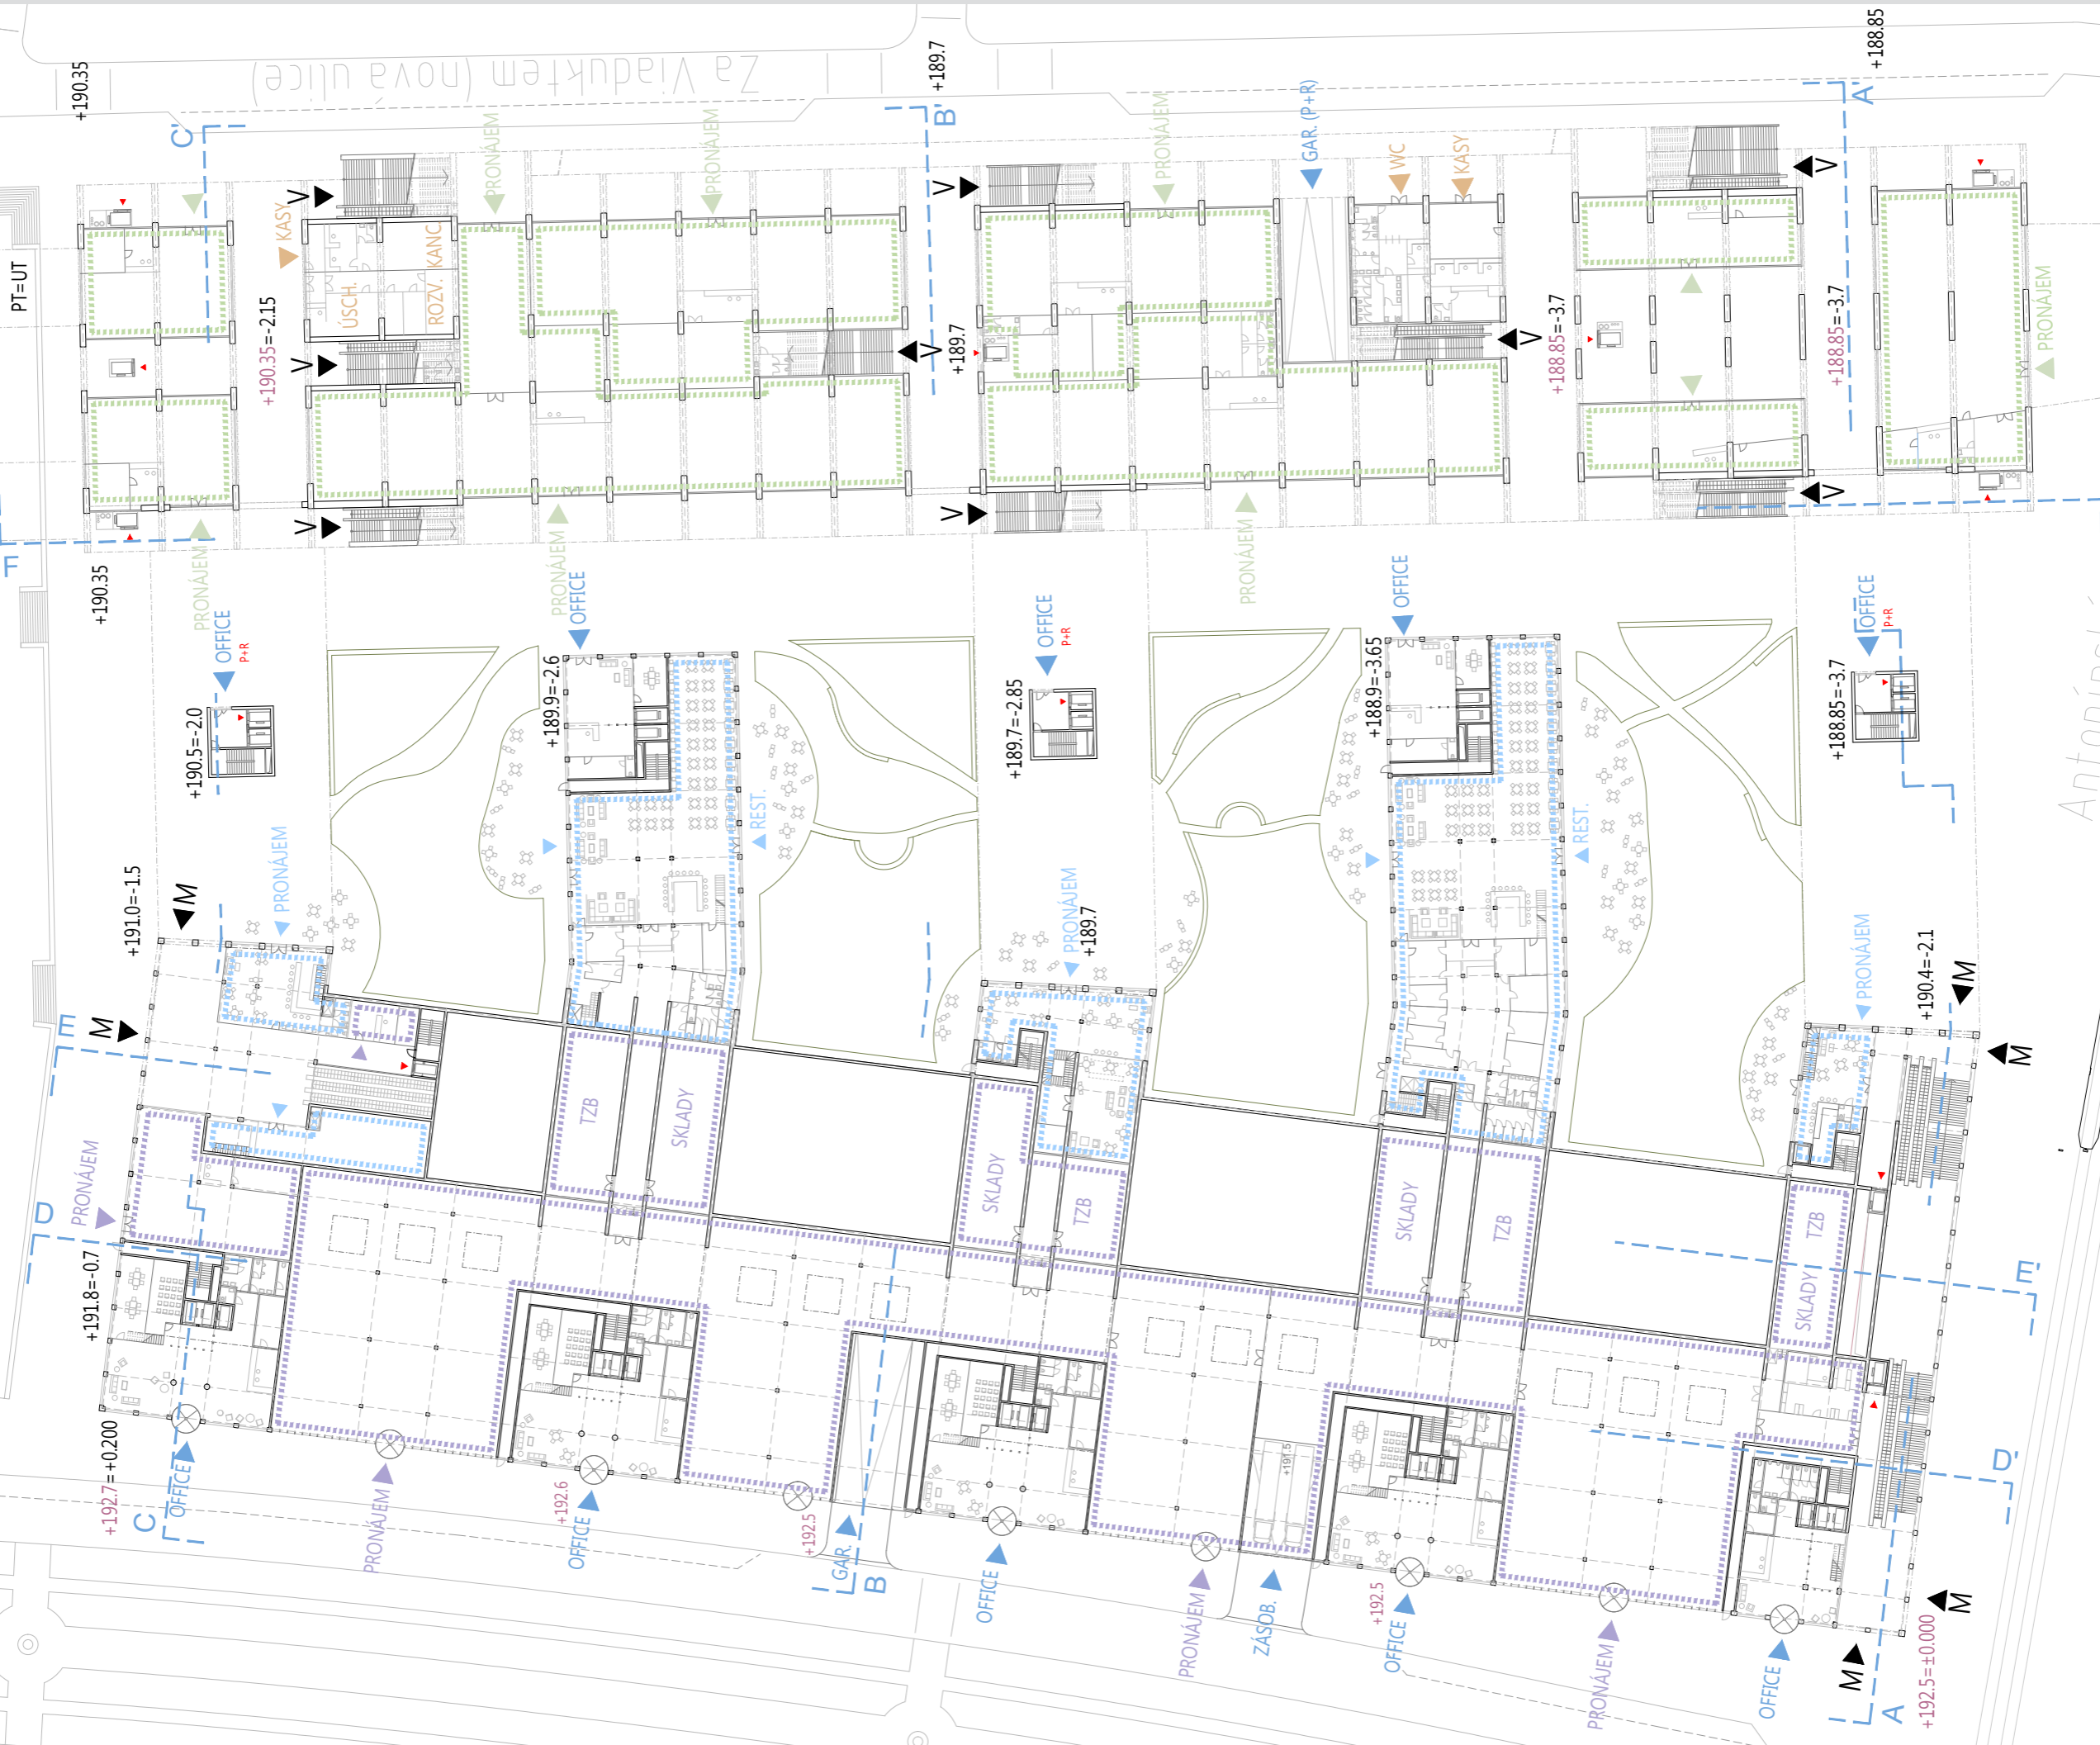 +190.35
Za Viaduktem (nová ulice)
+189.7
+188.85
C'
B'
A'
PRONÁJEM
PRONÁJEM
PRONÁJEM
GAR. (P+R)
WC
KASY
V
V
V
PT=UT
KASY
ÚSCH.
ROZV.
KANC
+190.35=-2.15
V
V
+189.7
V
+188.85=-3.7
+188.85=-3.7
PRONÁJEM
V
V
V
F
+190.35
PRONÁJEM
PRONÁJEM
PRONÁJEM
OFFICE
P+R
OFFICE
OFFICE
P+R
OFFICE
OFFICE
P+R
+190.5=-2.0
+189.9=-2.6
+189.7=-2.85
+188.9=-3.65
+188.85=-3.7
REST.
REST.
+191.0=-1.5
M
PRONÁJEM
PRONÁJEM
+189.7
PRONÁJEM
+190.4=-2.1
M
E
M
M
TZB
SKLADY
SKLADY
TZB
SKLADY
TZB
TZB
SKLADY
PRONÁJEM
D
+191.8=-0.7
E'
D'
+192.7=+0.200
C
OFFICE
PRONÁJEM
+192.6
OFFICE
+192.5
GAR.
B
OFFICE
PRONÁJEM
ZÁSOB.
+191.5
+192.5
OFFICE
PRONÁJEM
OFFICE
M
M
A
+192.5=±0.000